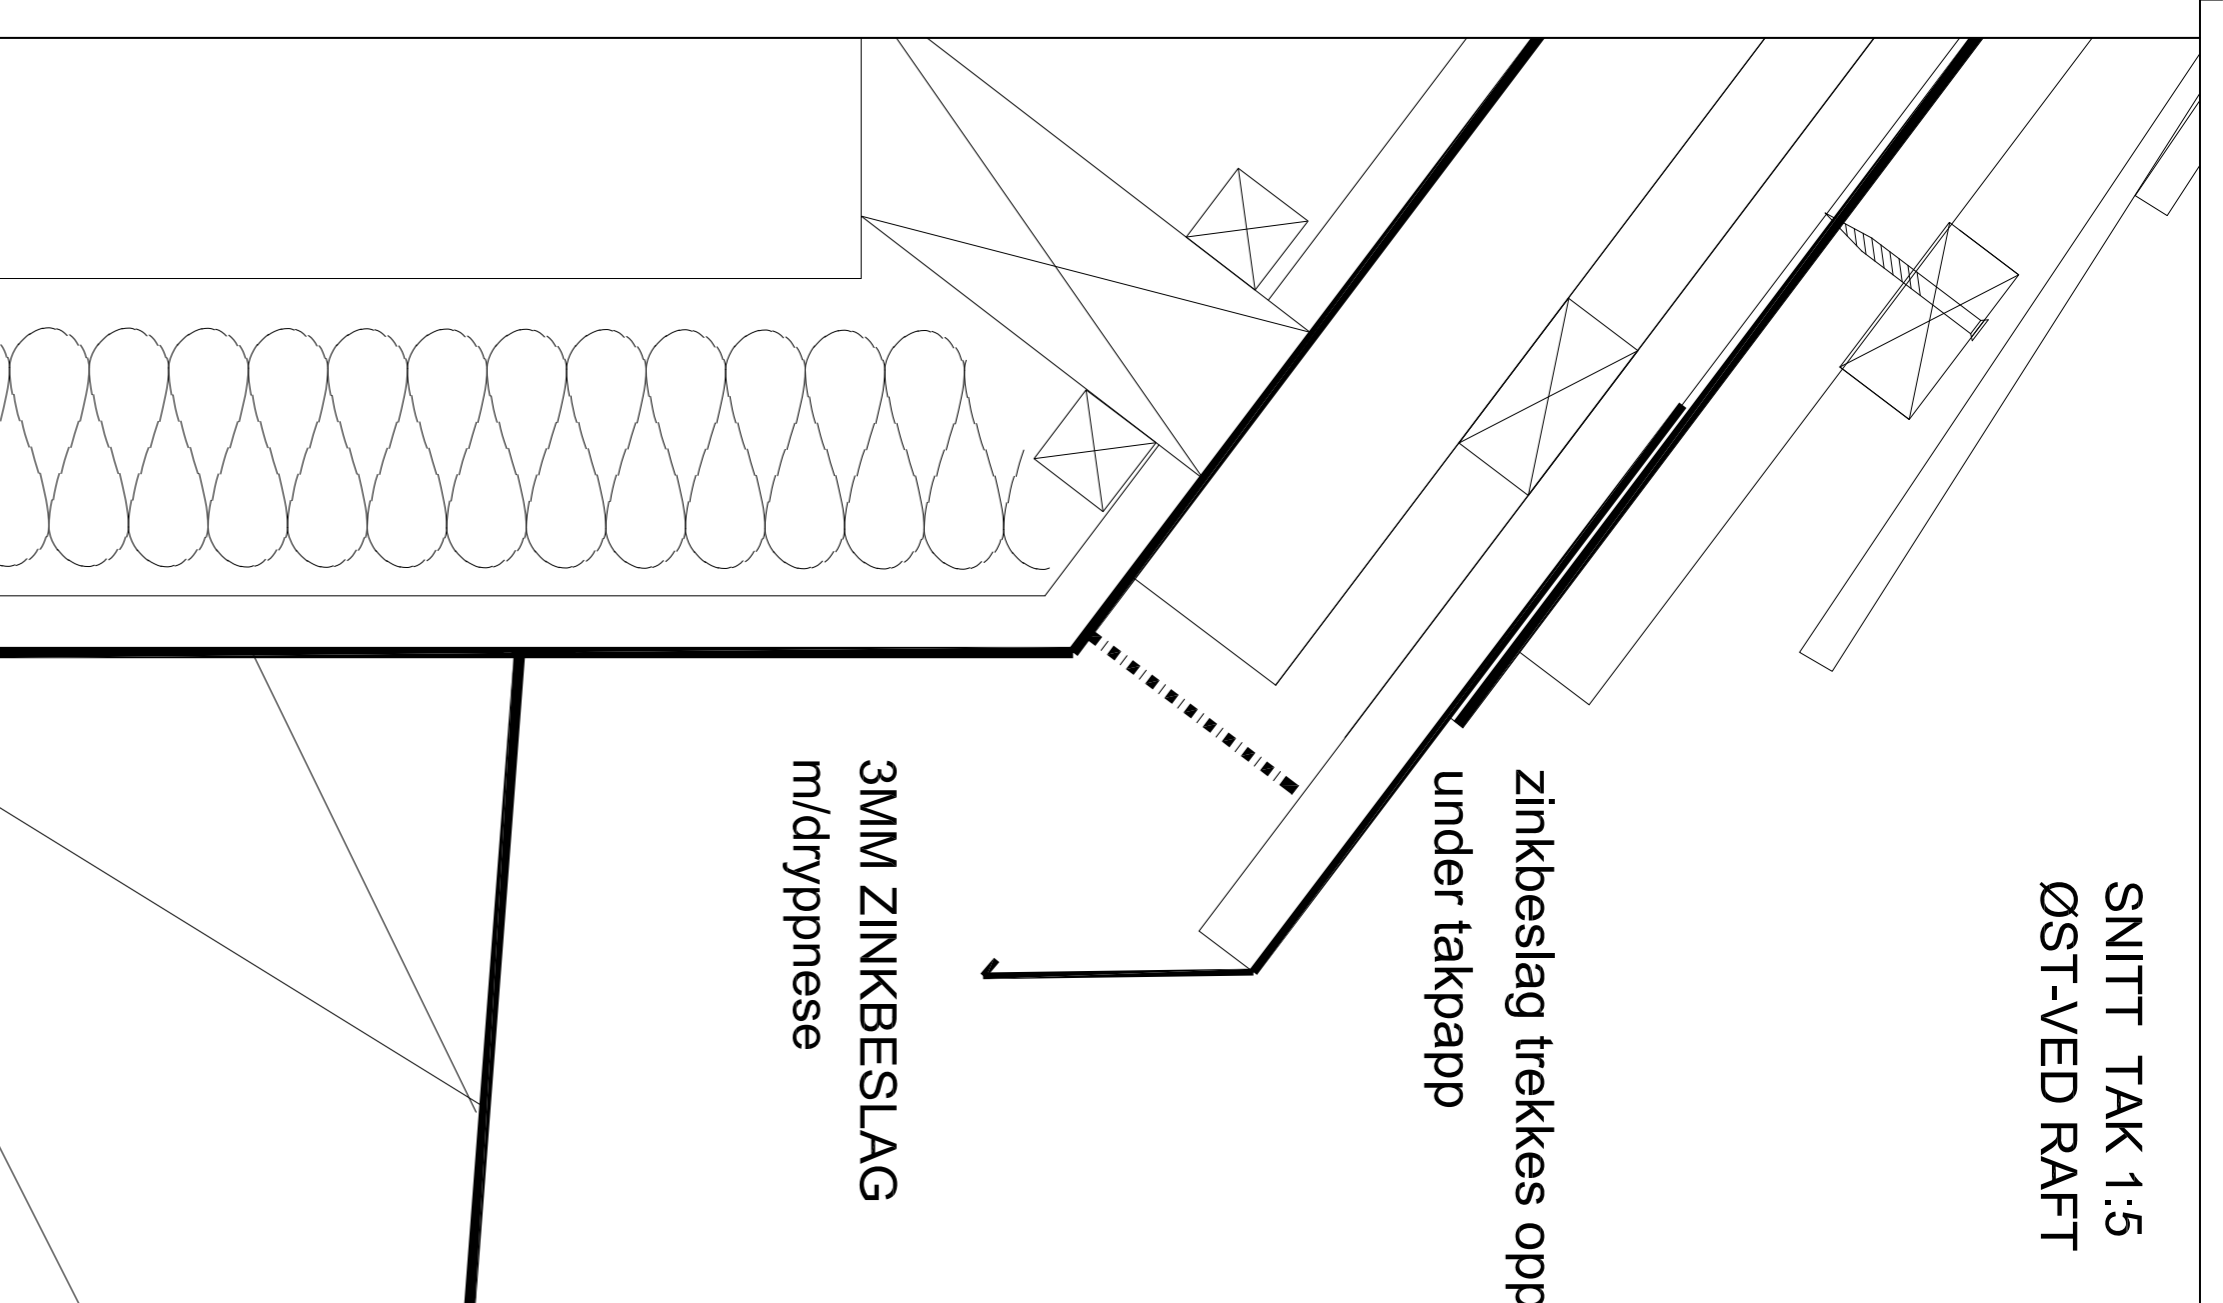 SNITT TAK 1:5
ØST-VED RAFT
zinkbeslag trekkes opp
under takpapp
3MM ZINKBESLAG
m/dryppnese